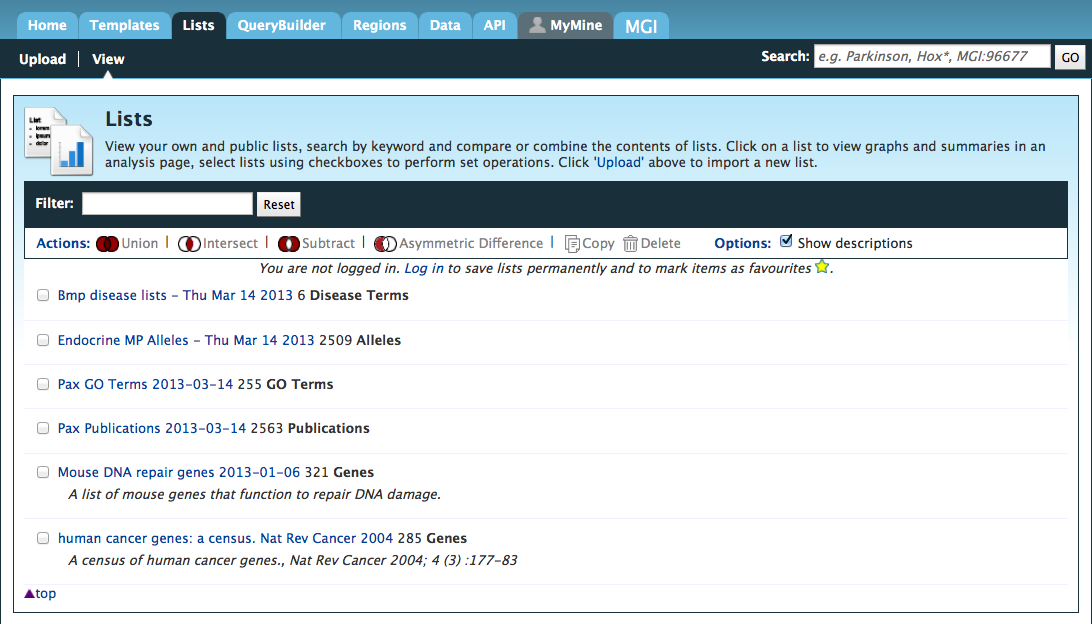 Home Templates Lists QueryBuilder Regions Data API MyMine MGI
Upload | View
Search: e.g. Parkinson, Hox*, MGI:96677 GO
List
lorem
ipsum
dolor
Lists
View your own and public lists, search by keyword and compare or combine the contents of lists. Click on a list to view graphs and summaries in an
analysis page, select lists using checkboxes to perform set operations. Click 'Upload' above to import a new list.
Filter: Reset
Actions: Union | Intersect | Subtract | Asymmetric Difference | Copy Delete Options: Show descriptions
You are not logged in. Log in to save lists permanently and to mark items as favourites .
Bmp disease lists – Thu Mar 14 2013 6 Disease Terms
Endocrine MP Alleles – Thu Mar 14 2013 2509 Alleles
Pax GO Terms 2013-03-14 255 GO Terms
Pax Publications 2013-03-14 2563 Publications
Mouse DNA repair genes 2013-01-06 321 Genes
A list of mouse genes that function to repair DNA damage.
human cancer genes: a census. Nat Rev Cancer 2004 285 Genes
A census of human cancer genes., Nat Rev Cancer 2004; 4 (3) :177-83
top